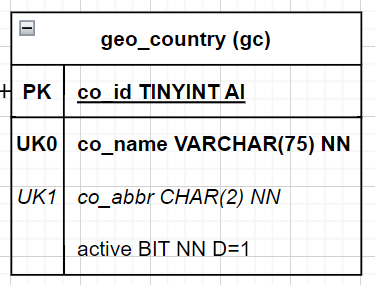 geo_country (gc)
PK co_id TINYINT AI
UK0 co_name VARCHAR(75) NN
UK1 co_abbr CHAR(2) NN
active BIT NN D=1